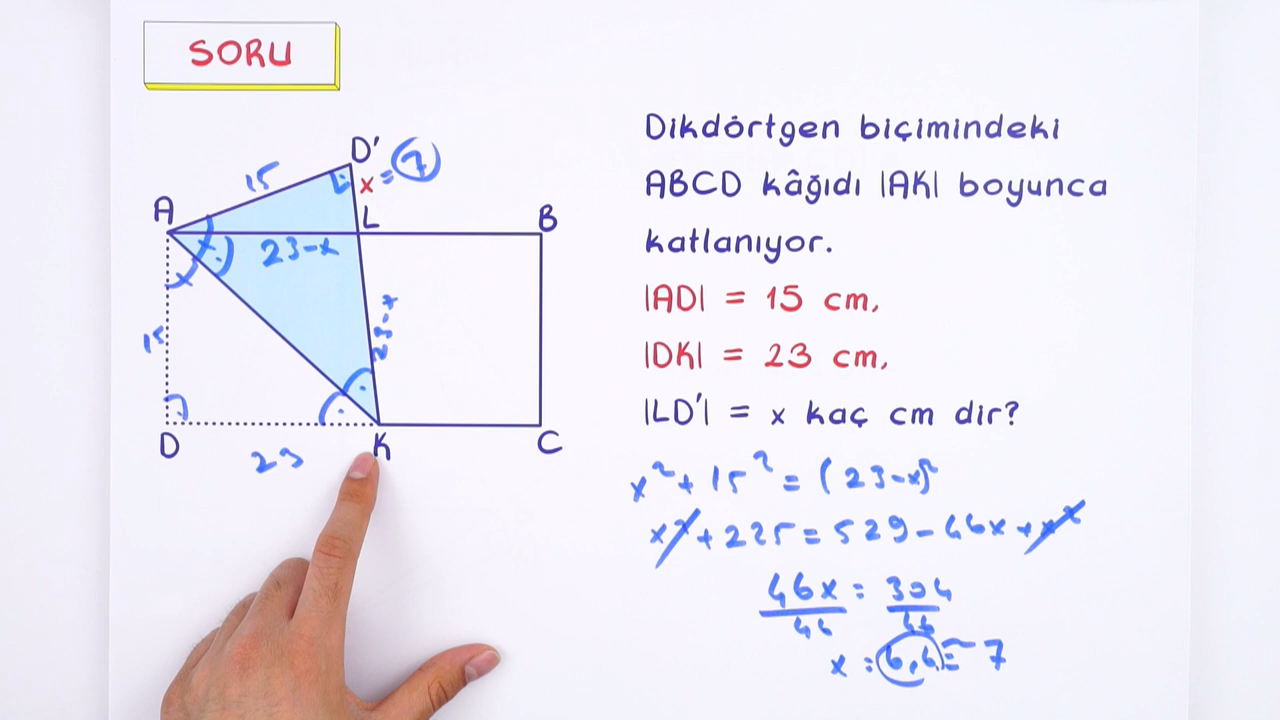 SORU
D'
15
x = 7
A
L
B
23-x
x
x
23-x
15
D
K
C
23
Dikdörtgen biçimindeki
ABCD kâğıdı |AK| boyunca
katlanıyor.
|AD| = 15 cm,
|DK| = 23 cm,
|LD'| = x kaç cm dir?
x² + 15² = (23-x)²
x² + 225 = 529 - 46x + x²
46x = 304
46 46
x = 6,6 ≅ 7